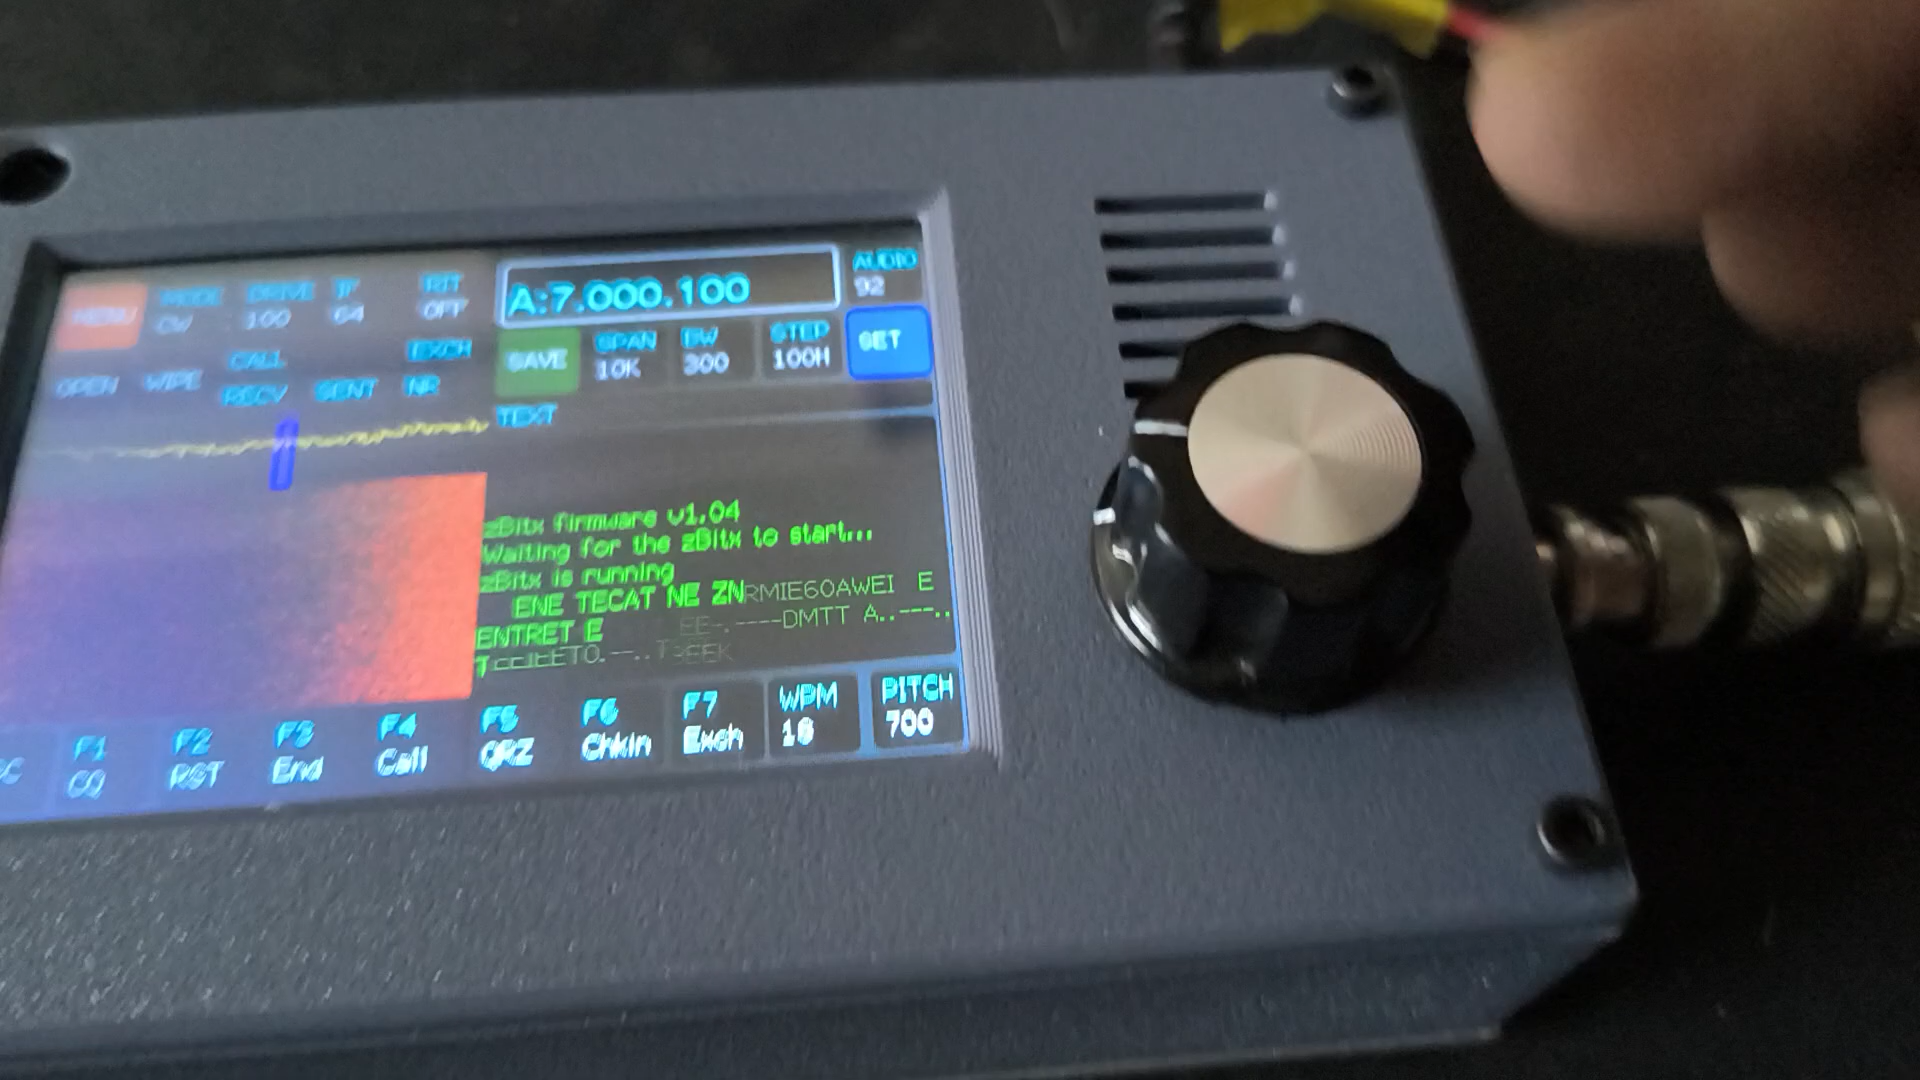 MENU MODE DRIVE IF RIT A:7.000.100 AUDIO
CW 100 64 OFF 92
OPEN WIPE CALL EXCH SAVE SPAN BW STEP SET
10K 300 100H
RECV SENT NR
TEXT
zBitx firmware v1.04
Waiting for the zBitx to start...
zBitx is running
ENE TECAT NE ZNRMIE60AWEI E
ENTRET E EE-.----DMTT A..---..
F1 F2 F3 F4 F5 F6 F7 WPM PITCH
CQ RST End Call QRZ Chkin Exch 700